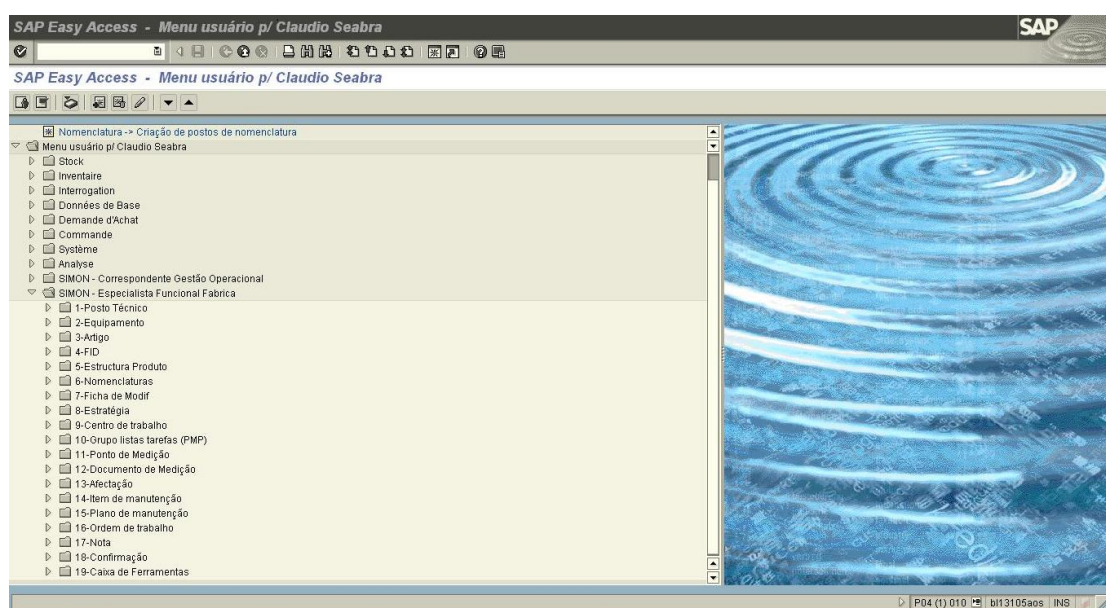 SAP Easy Access - Menu usuário p/ Claudio Seabra
SAP
SAP Easy Access - Menu usuário p/ Claudio Seabra
Nomenclatura -> Criação de postos de nomenclatura
Menu usuário p/ Claudio Seabra
Stock
Inventaire
Interrogation
Données de Base
Demande d'Achat
Commande
Système
Analyse
SIMON - Correspondente Gestão Operacional
SIMON - Especialista Funcional Fabrica
1-Posto Técnico
2-Equipamento
3-Artigo
4-FID
5-Estructura Produto
6-Nomenclaturas
7-Ficha de Modif
8-Estratégia
9-Centro de trabalho
10-Grupo listas tarefas (PMP)
11-Ponto de Medição
12-Documento de Medição
13-Afectação
14-Item de manutenção
15-Plano de manutenção
16-Ordem de trabalho
17-Nota
18-Confirmação
19-Caixa de Ferramentas
P04 (1) 010 bl13105aos INS